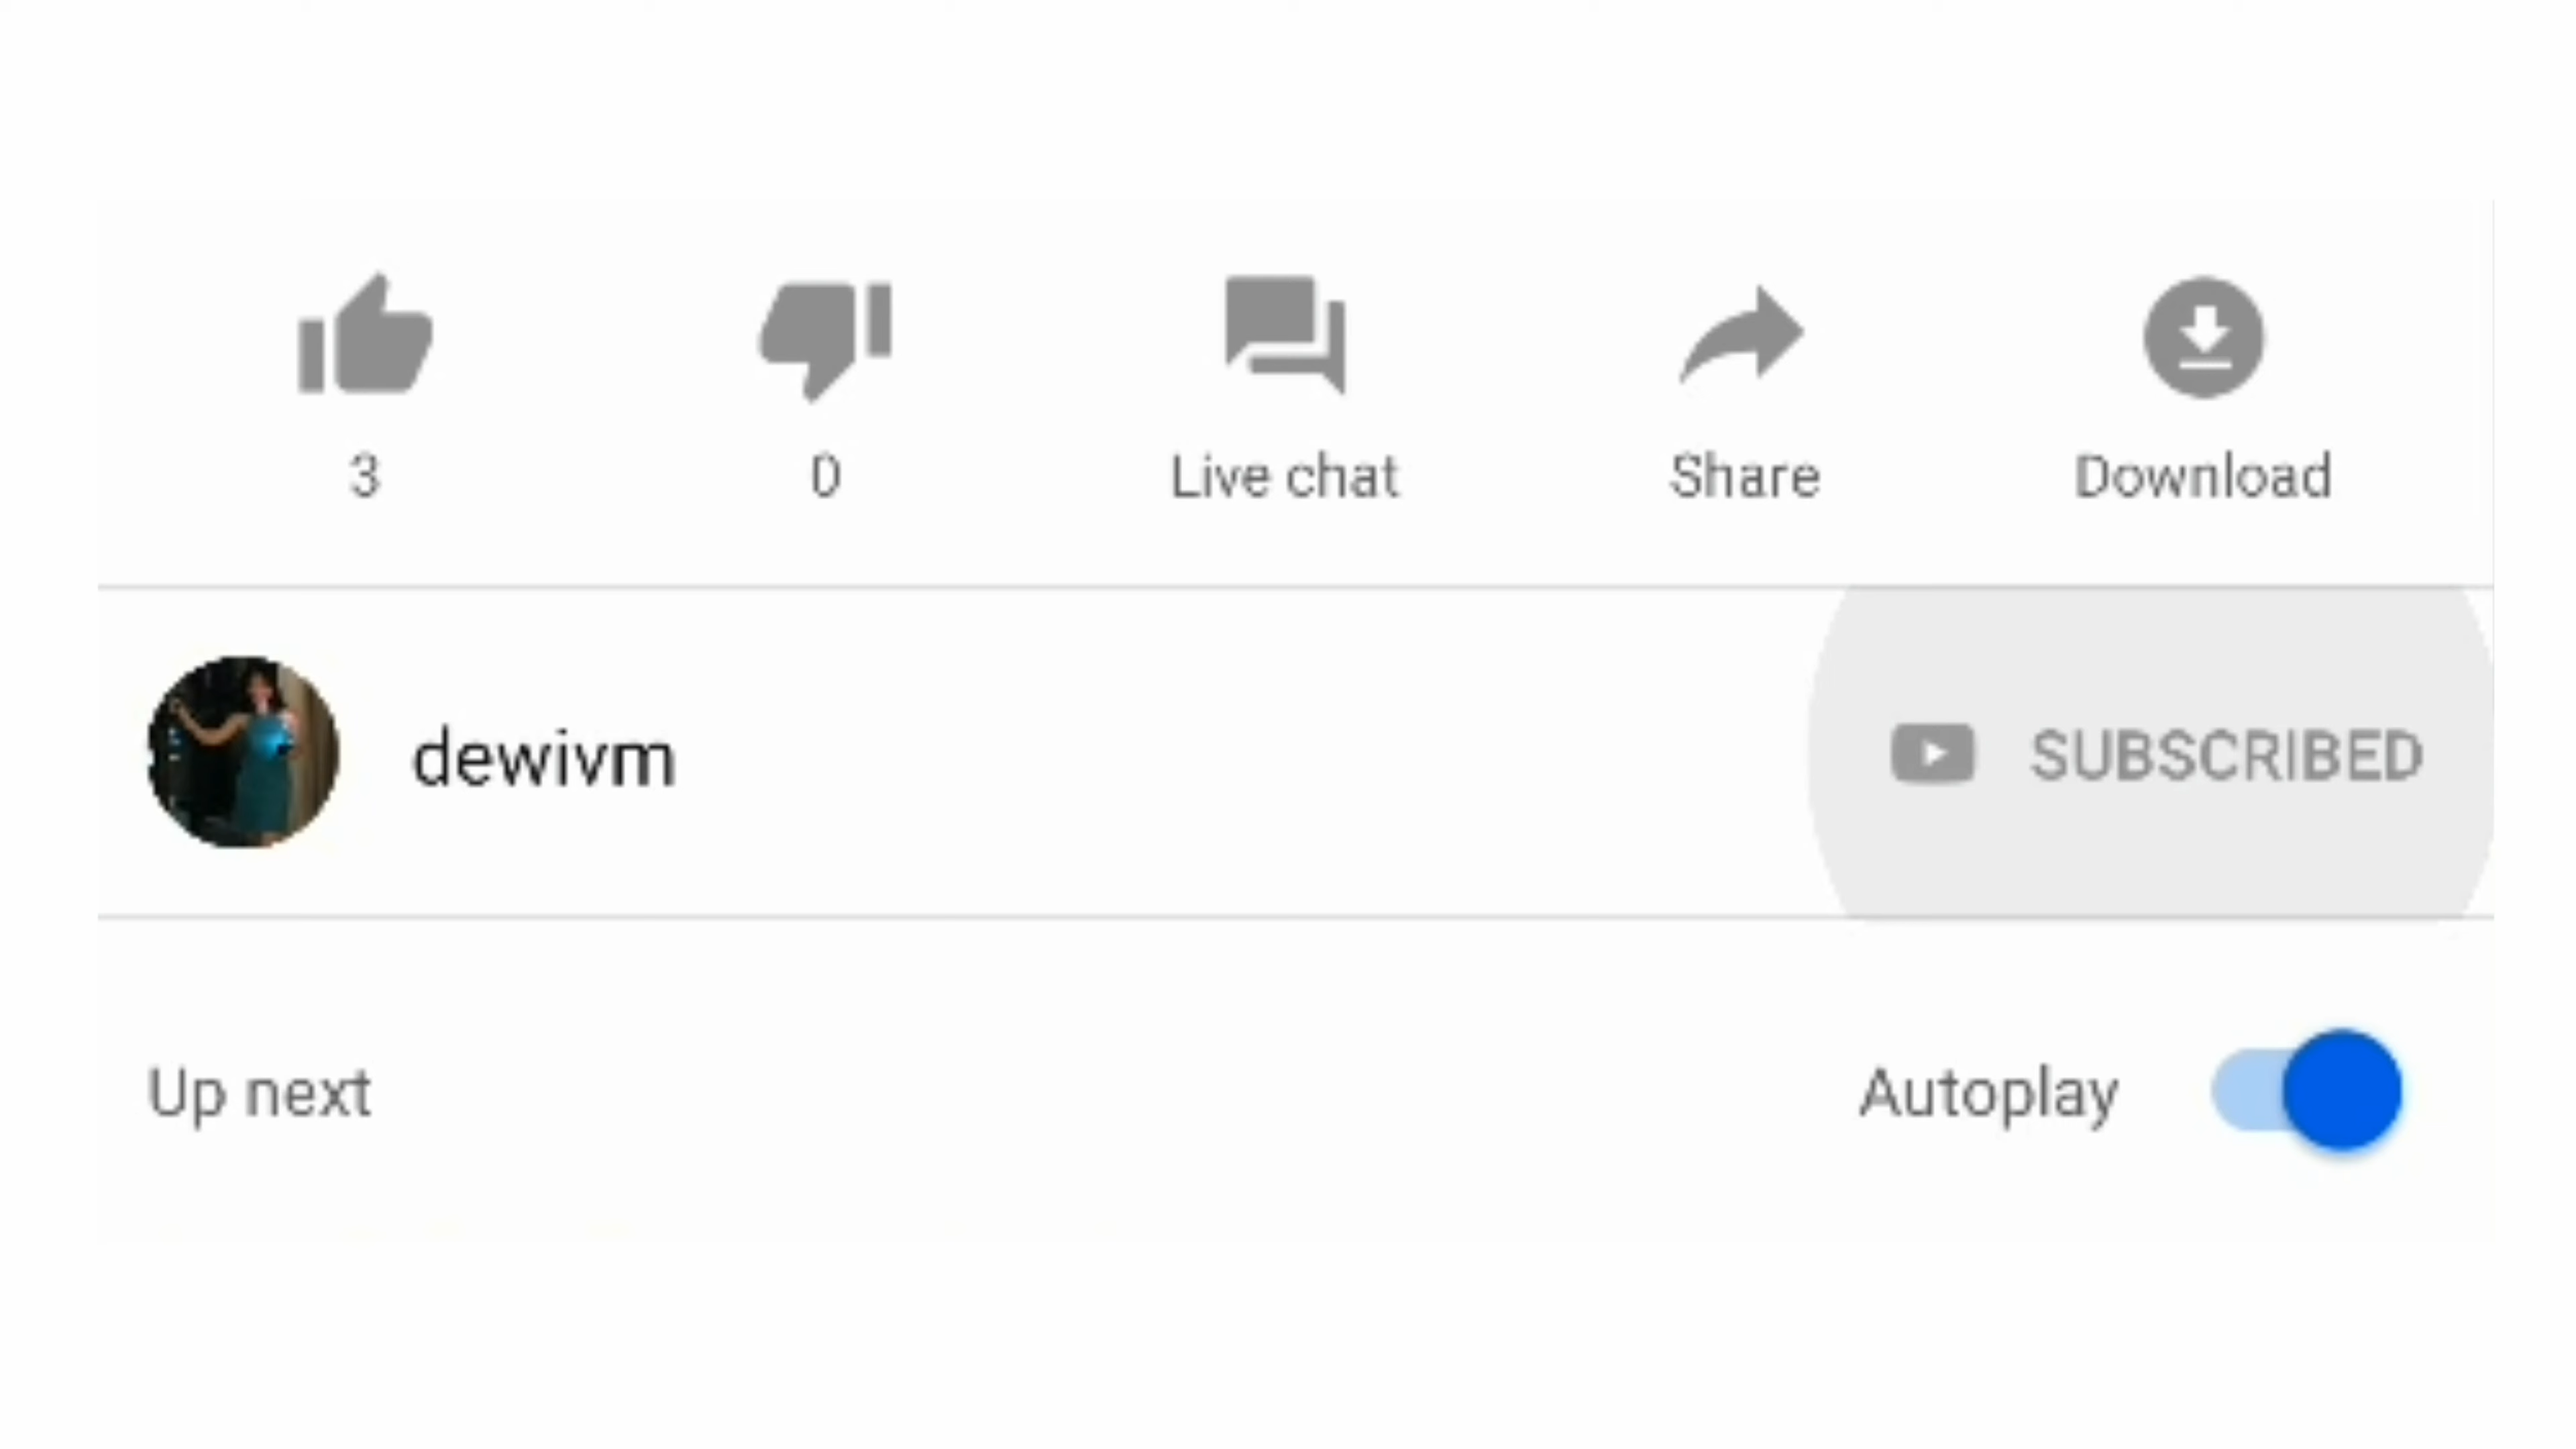 3
0
Live chat
Share
Download
dewivm
SUBSCRIBED
Up next
Autoplay